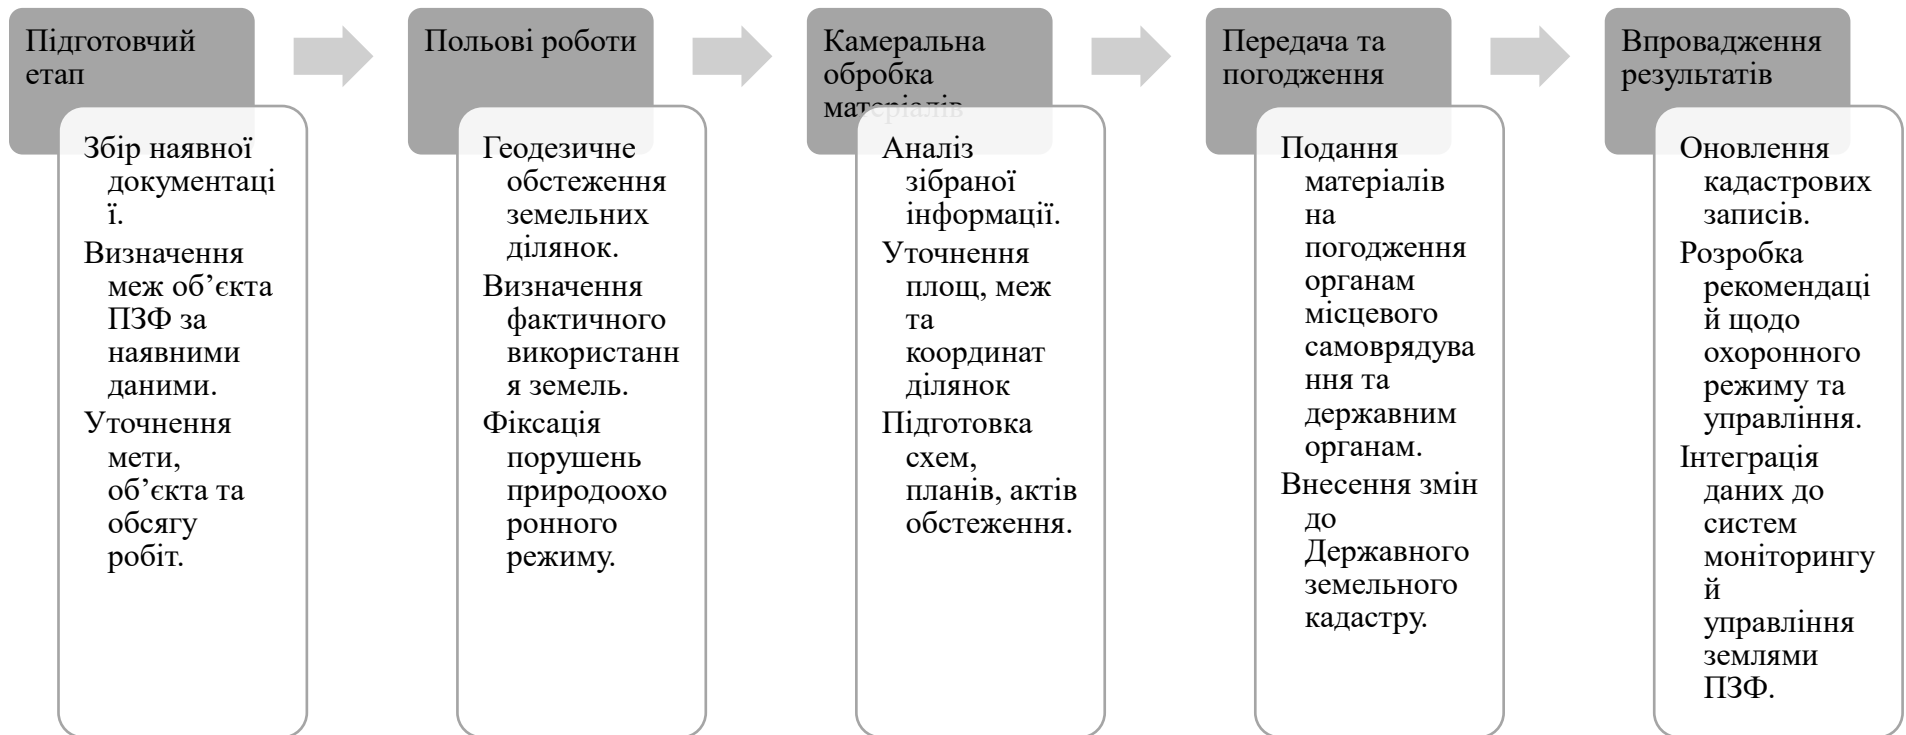 Підготовчий
етап
Збір наявної
документаці
ї.
Визначення
меж об’єкта
ПЗФ за
наявними
даними.
Уточнення
мети,
об’єкта та
обсягу
робіт.
Польові роботи
Геодезичне
обстеження
земельних
ділянок.
Визначення
фактичного
використанн
я земель.
Фіксація
порушень
природоохо
ронного
режиму.
Камеральна
обробка
матеріалів
Аналіз
зібраної
інформації.
Уточнення
площ, меж
та
координат
ділянок
Підготовка
схем,
планів, актів
обстеження.
Передача та
погодження
Подання
матеріалів
на
погодження
органам
місцевого
самоврядува
ння та
державним
органам.
Внесення змін
до
Державного
земельного
кадастру.
Впровадження
результатів
Оновлення
кадастрових
записів.
Розробка
рекомендаці
й щодо
охоронного
режиму та
управління.
Інтеграція
даних до
систем
моніторингу
й
управління
землями
ПЗФ.